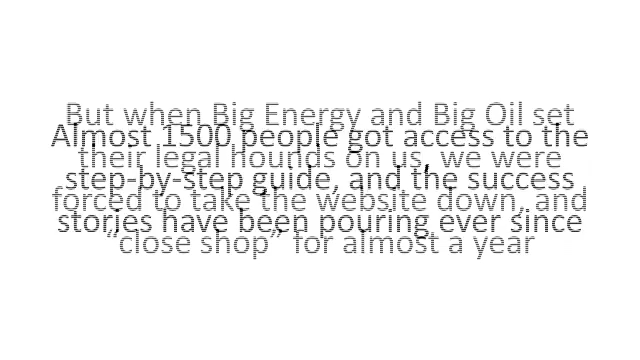 But when Big Energy and Big Oil set
their legal hounds on us, we were
forced to take the website down, and
"close shop" for almost a year
Almost 1500 people got access to the
step-by-step guide, and the success
stories have been pouring ever since